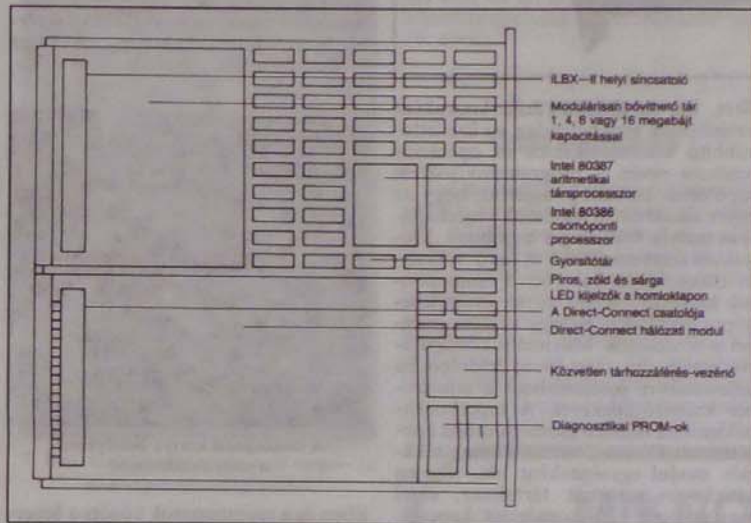 iLBX—II helyi síncsatoló
Modulárisan bővíthető tár
1, 4, 8 vagy 16 megabájt
kapacitással
Intel 80387
aritmetikai
társprocesszor
Intel 80386
csomóponti
processzor
Gyorsítótár
Piros, zöld és sárga
LED kijelzők a homloklapon
A Direct-Connect csatolója
Direct-Connect hálózati modul
Közvetlen tárhozzáférés-vezérlő
Diagnosztikai PROM-ok